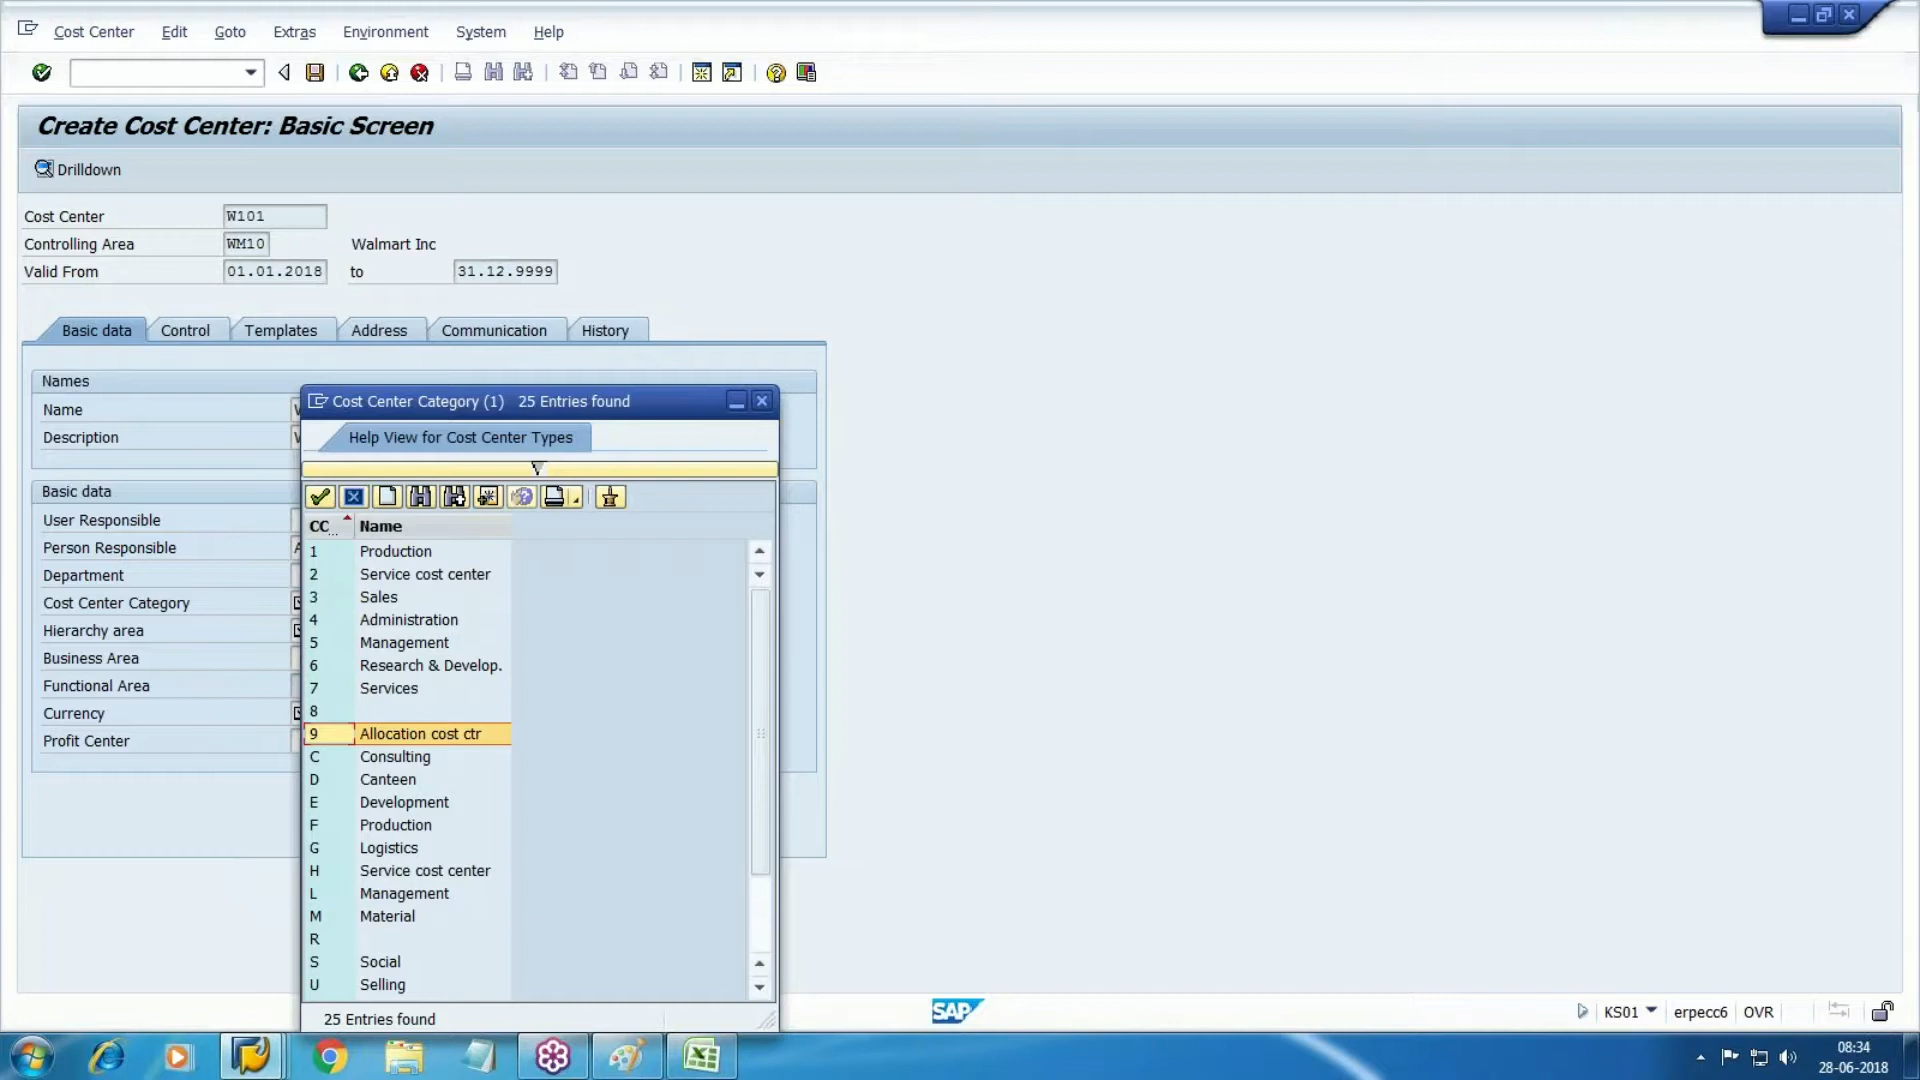 Cost Center Edit Goto Extras Environment System Help
Create Cost Center: Basic Screen
Drilldown
Cost Center W101
Controlling Area WM10 Walmart Inc
Valid From 01.01.2018 to 31.12.9999
Basic data Control Templates Address Communication History
Names
Name
Description
Basic data
User Responsible
Person Responsible
Department
Cost Center Category
Hierarchy area
Business Area
Functional Area
Currency
Profit Center
Cost Center Category (1) 25 Entries found
Help View for Cost Center Types
CC... Name
1 Production
2 Service cost center
3 Sales
4 Administration
5 Management
6 Research & Develop.
7 Services
8
9 Allocation cost ctr
C Consulting
D Canteen
E Development
F Production
G Logistics
H Service cost center
L Management
M Material
R
S Social
U Selling
25 Entries found
SAP
KS01 erpecc6 OVR
08:34
28-06-2018